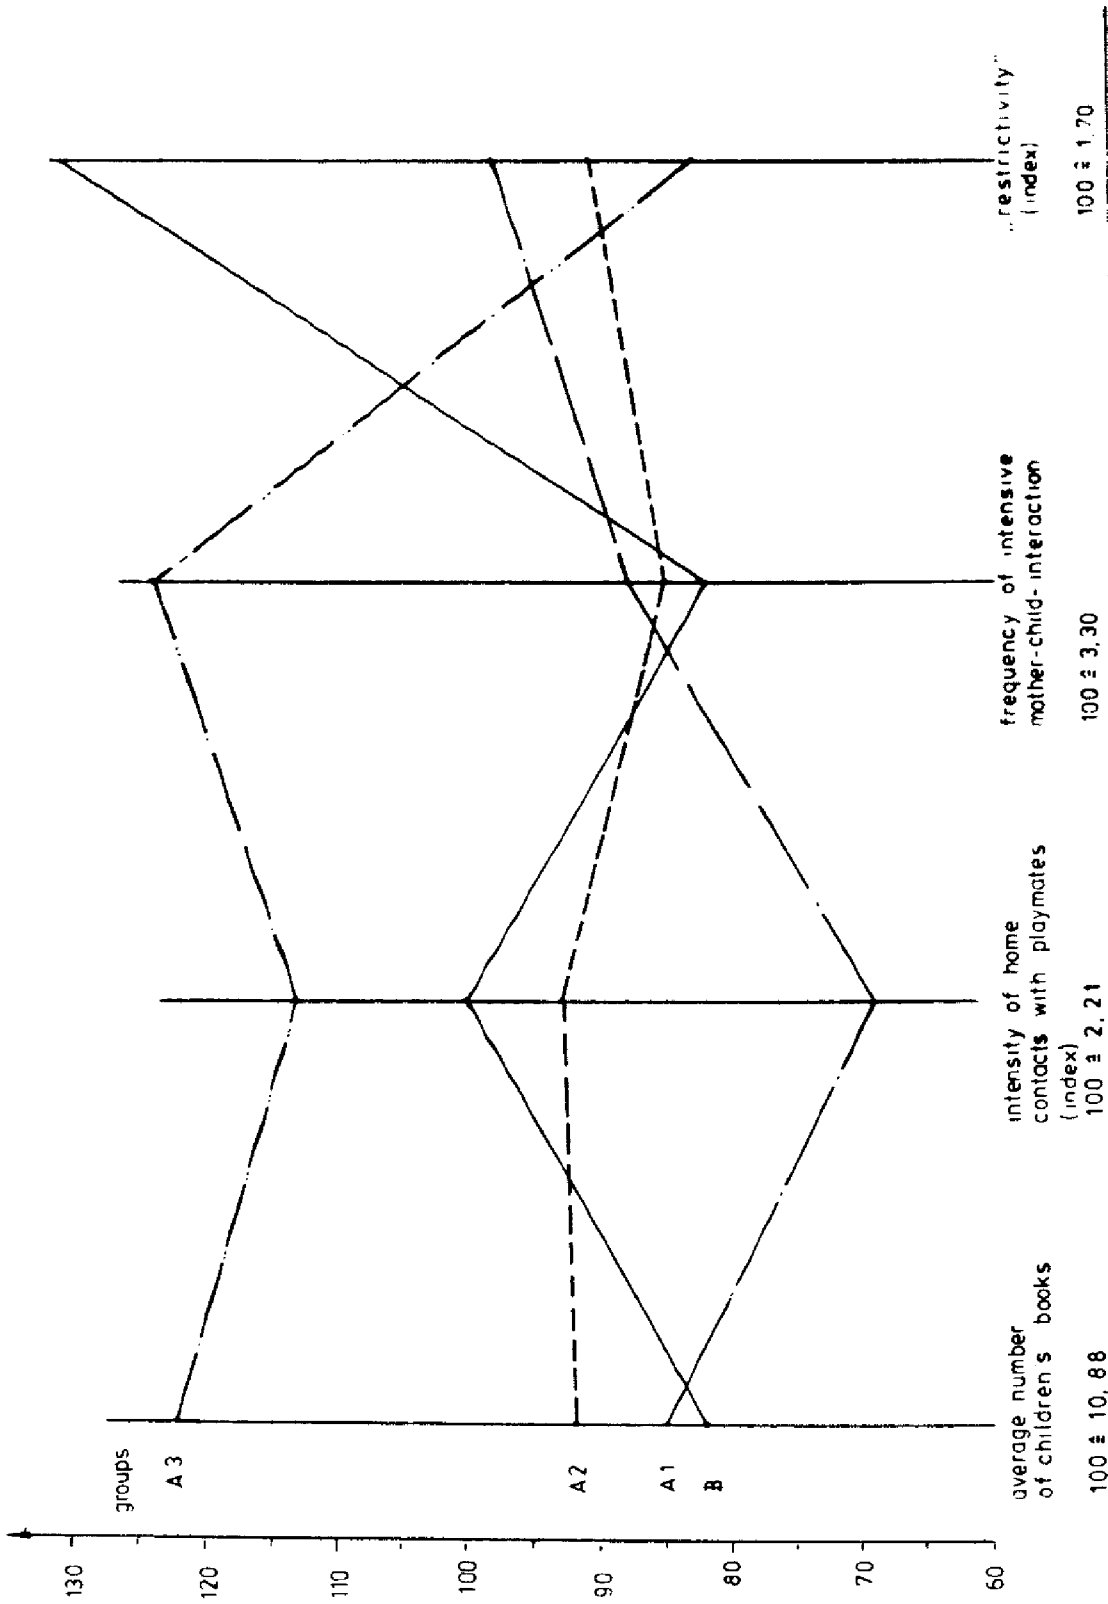 groups
A 3
A 2
A 1
B
130
120
110
100
90
80
70
60
average number
of children s books
100 ≙ 10, 88
intensity of home
contacts with playmates
(index)
100 ≙ 2, 21
frequency of intensive
mother-child-interaction
100 ≙ 3,30
„restrictivity"
(index)
100 ≙ 1,70